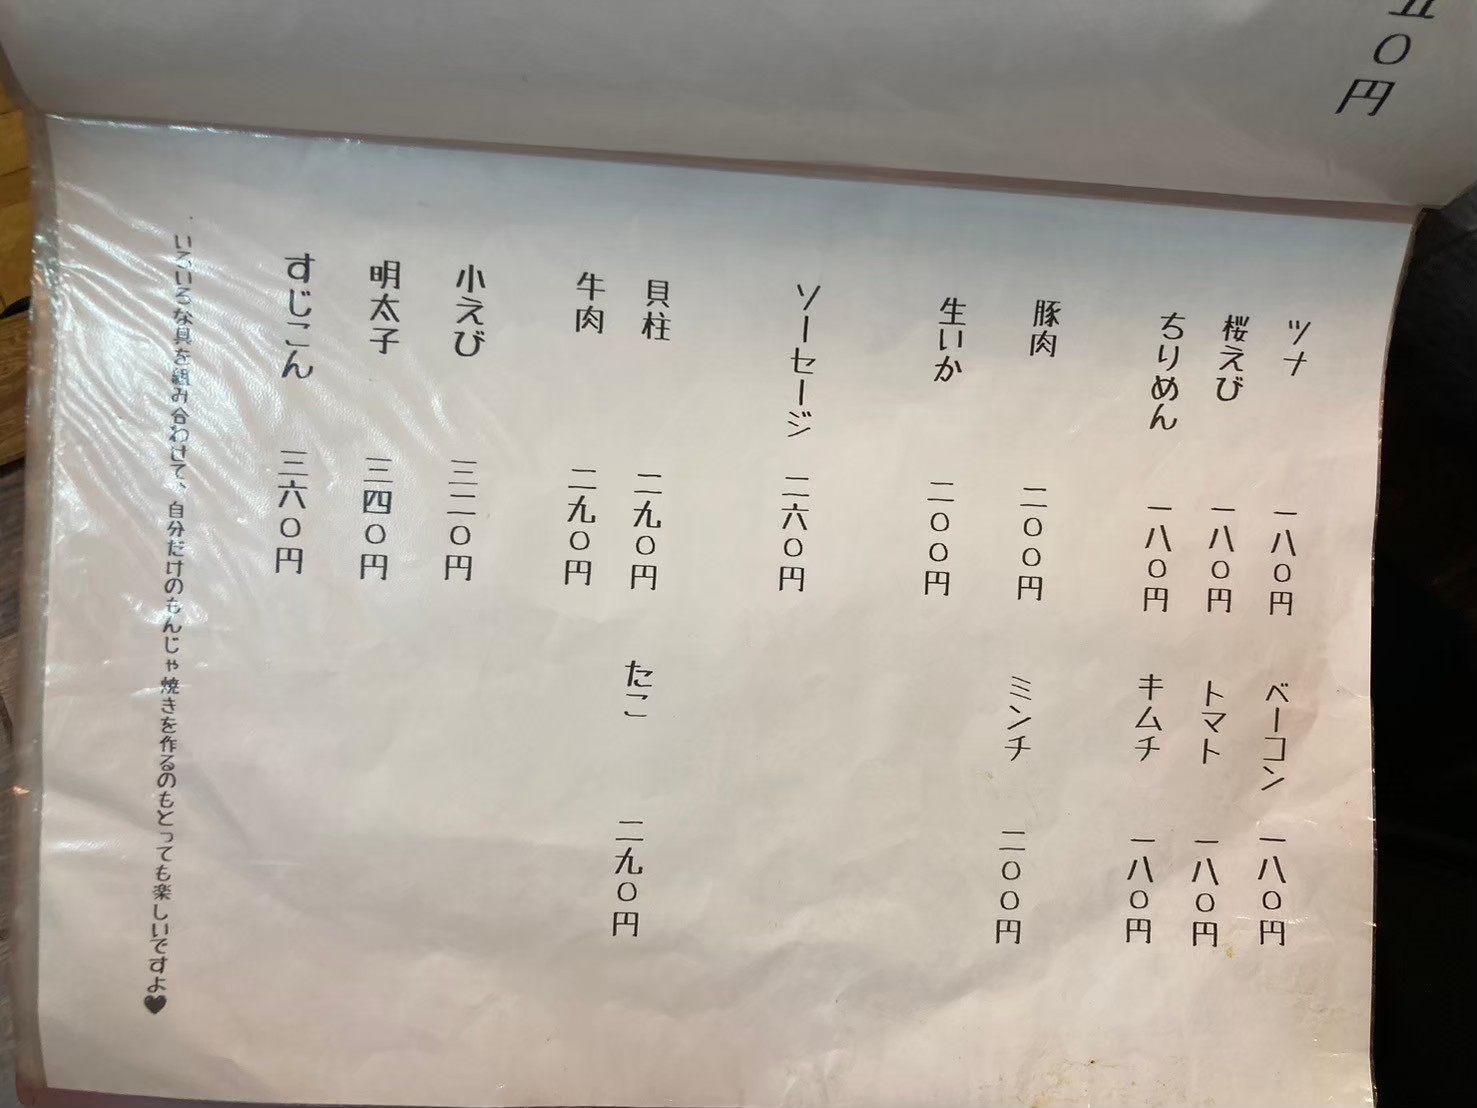 五〇円
ツナ 一八〇円 ベーコン 一八〇円
桜えび 一八〇円 トマト 一八〇円
ちりめん 一八〇円 キムチ 一八〇円
豚肉 二〇〇円 ミンチ 二〇〇円
生いか 二〇〇円
ソーセージ 二六〇円
貝柱 二九〇円 たこ 二九〇円
牛肉 二九〇円
小えび 三二〇円
明太子 三四〇円
すじこん 三六〇円
いろいろな具を組み合わせて、自分だけのもんじゃ焼きを作るのもとっても楽しいですよ♥